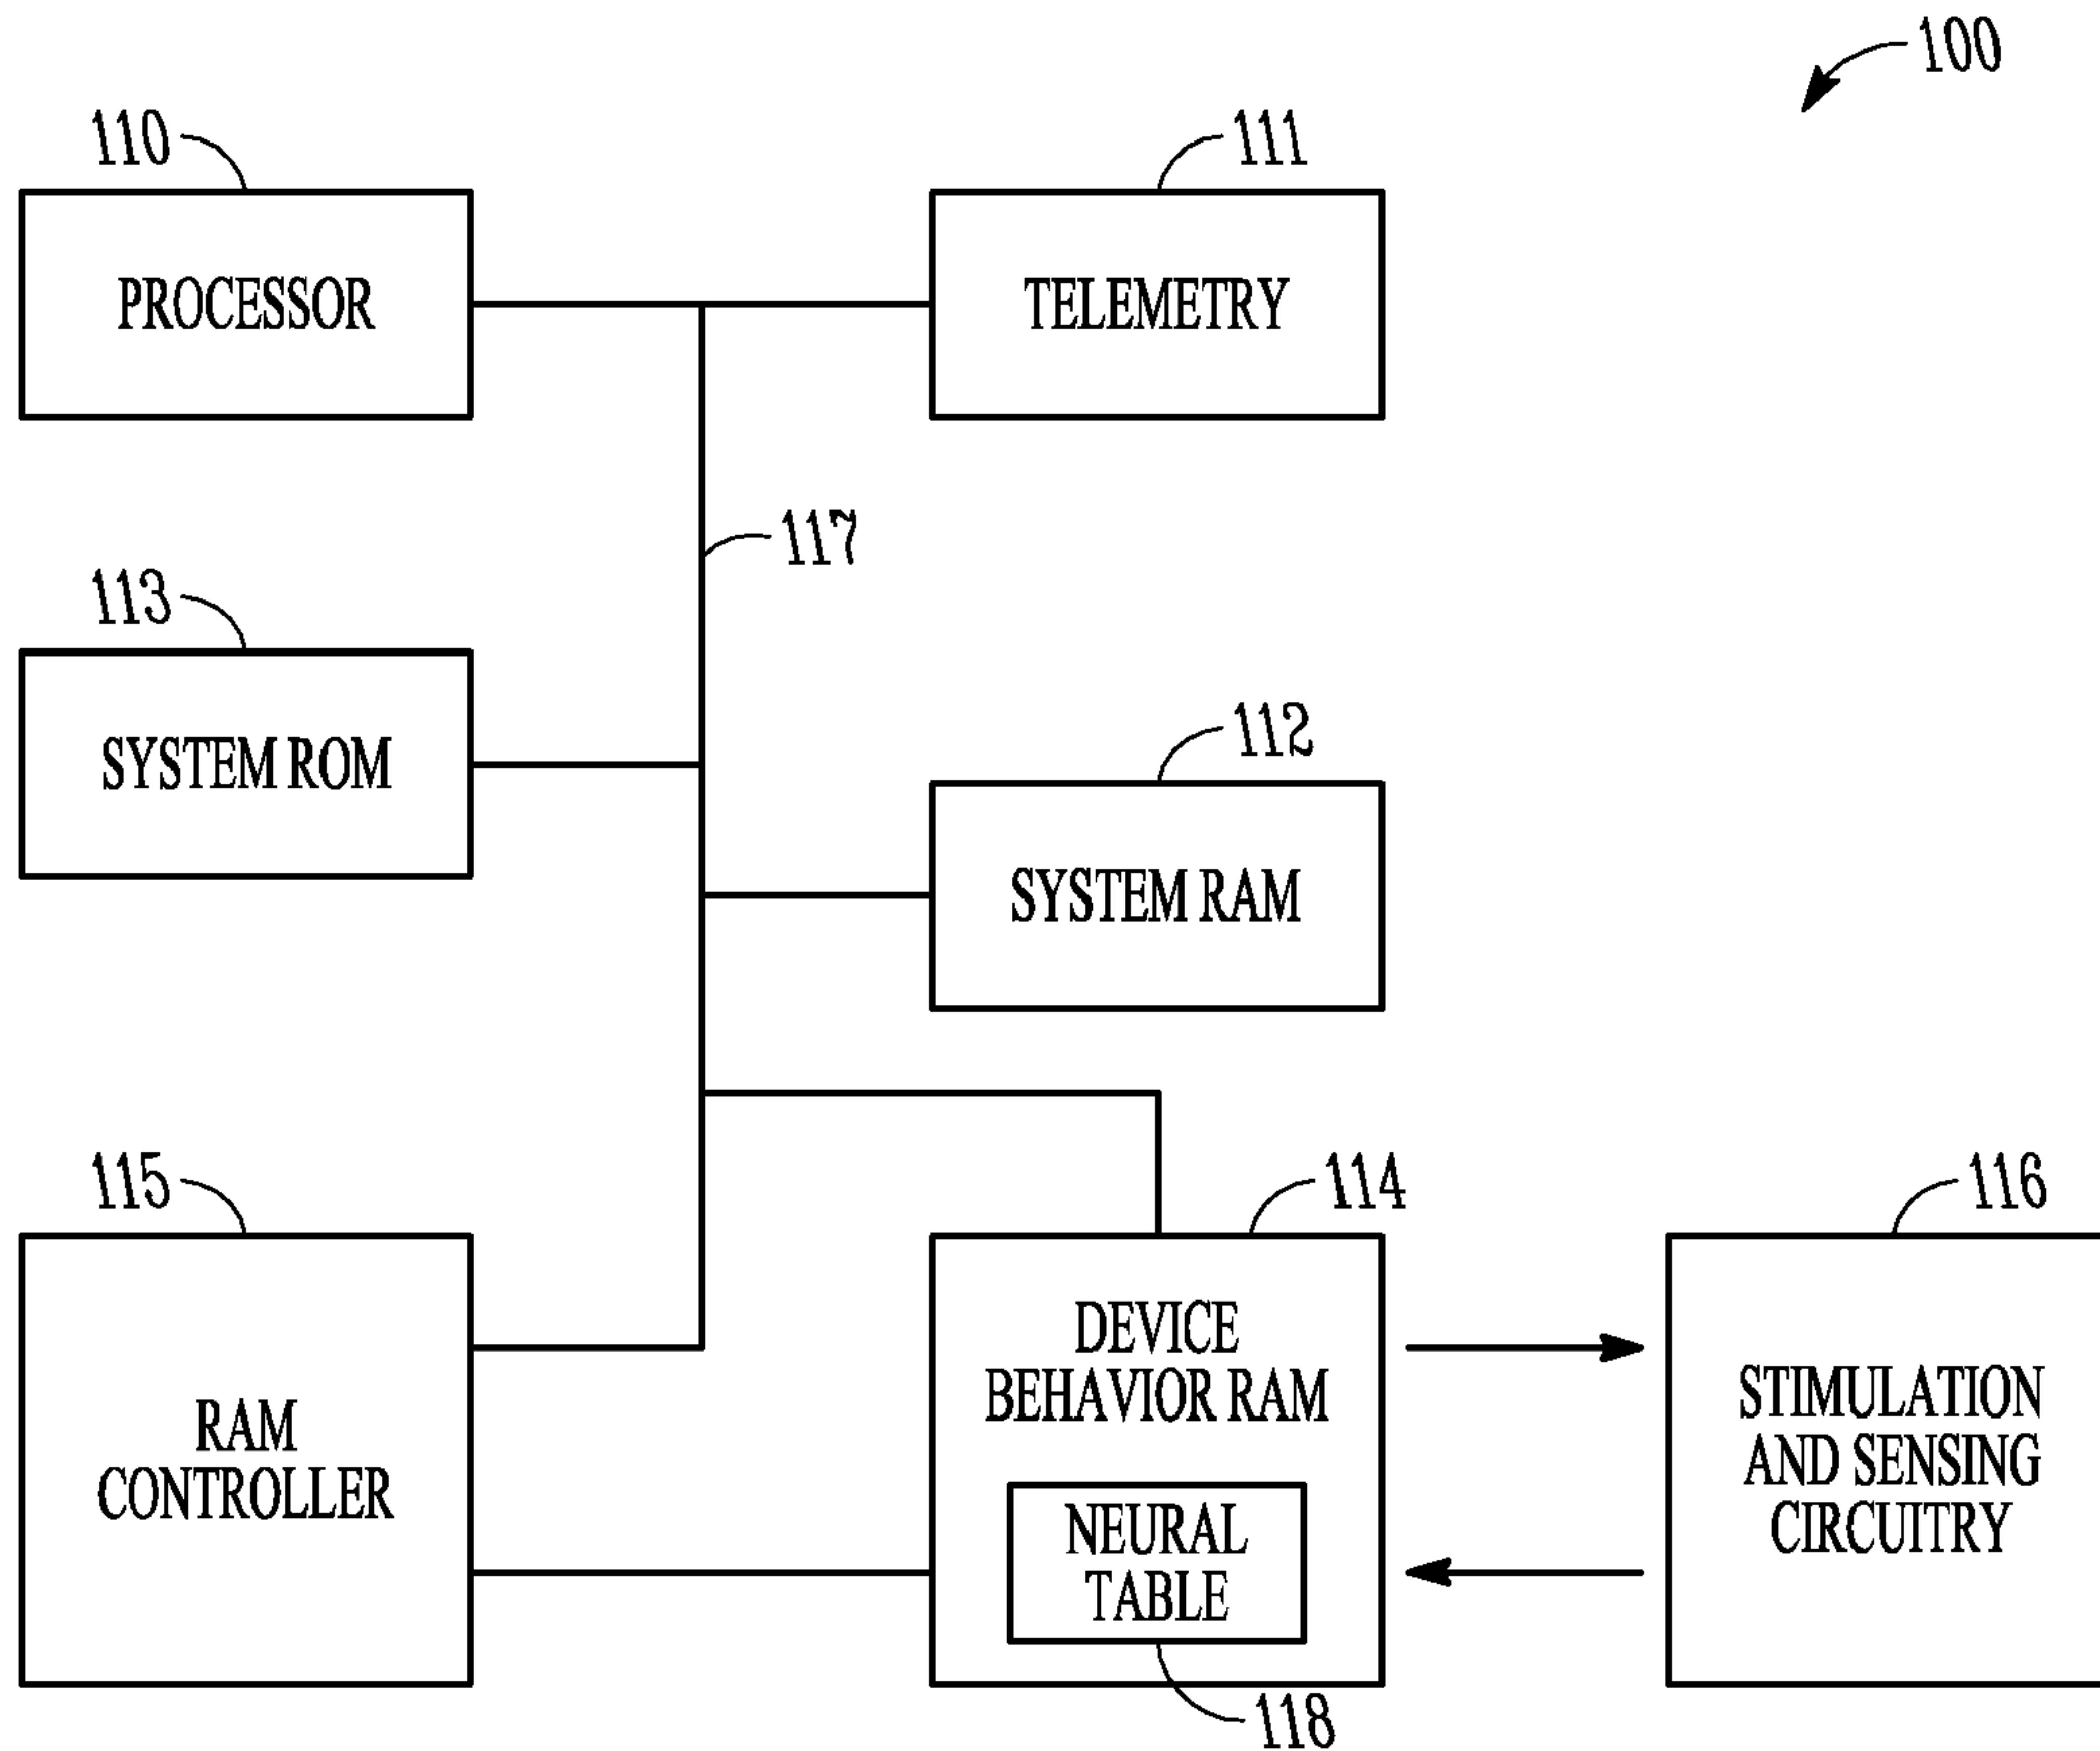 100
110
111
PROCESSOR
TELEMETRY
117
113
SYSTEM ROM
112
SYSTEM RAM
115
114
116
RAM
CONTROLLER
DEVICE
BEHAVIOR RAM
NEURAL
TABLE
118
STIMULATION
AND SENSING
CIRCUITRY